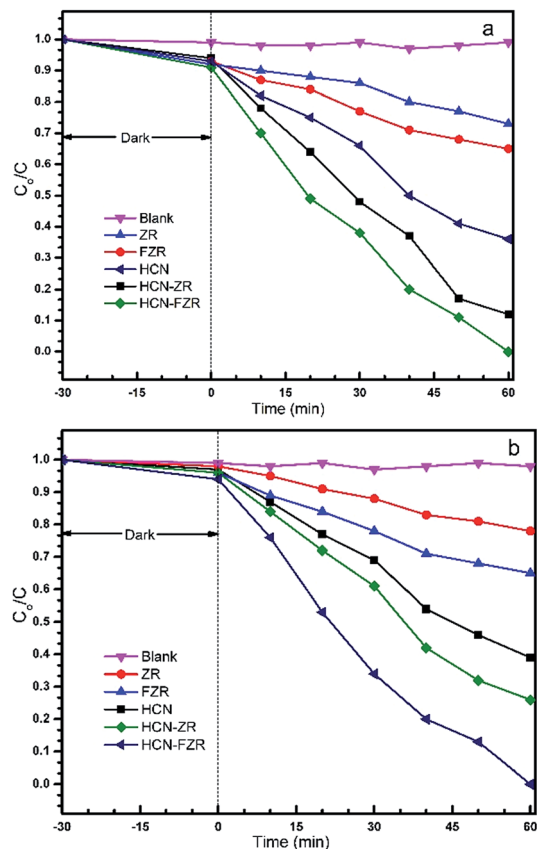 a
1.0
0.9
0.8
0.7
0.6
0.5
0.4
0.3
0.2
0.1
0.0
Dark
Blank
ZR
FZR
HCN
HCN-ZR
HCN-FZR
-30 -15 0 15 30 45 60
Time (min)
C₀/C
b
1.0
0.9
0.8
0.7
0.6
0.5
0.4
0.3
0.2
0.1
0.0
Dark
Blank
ZR
FZR
HCN
HCN-ZR
HCN-FZR
-30 -15 0 15 30 45 60
Time (min)
C₀/C